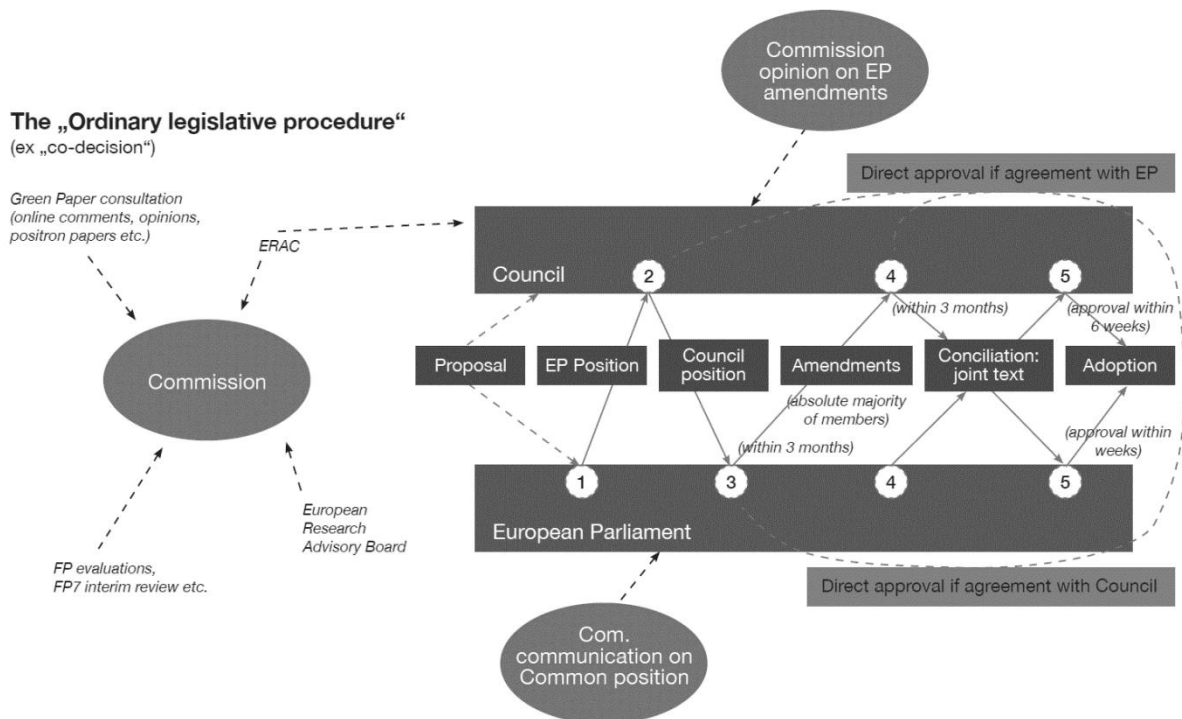 Commission
opinion on EP
amendments
The „Ordinary legislative procedure“
(ex „co-decision“)
Direct approval if agreement with EP
Green Paper consultation
(online comments, opinions,
positron papers etc.)
ERAC
Council
2
4
5
(within 3 months)
(approval within
6 weeks)
Commission
Proposal
EP Position
Council
position
Amendments
Conciliation:
joint text
Adoption
(absolute majority
of members)
(within 3 months)
(approval within
weeks)
1
3
4
5
European Parliament
European
Research
Advisory Board
FP evaluations,
FP7 interim review etc.
Direct approval if agreement with Council
Com.
communication on
Common position